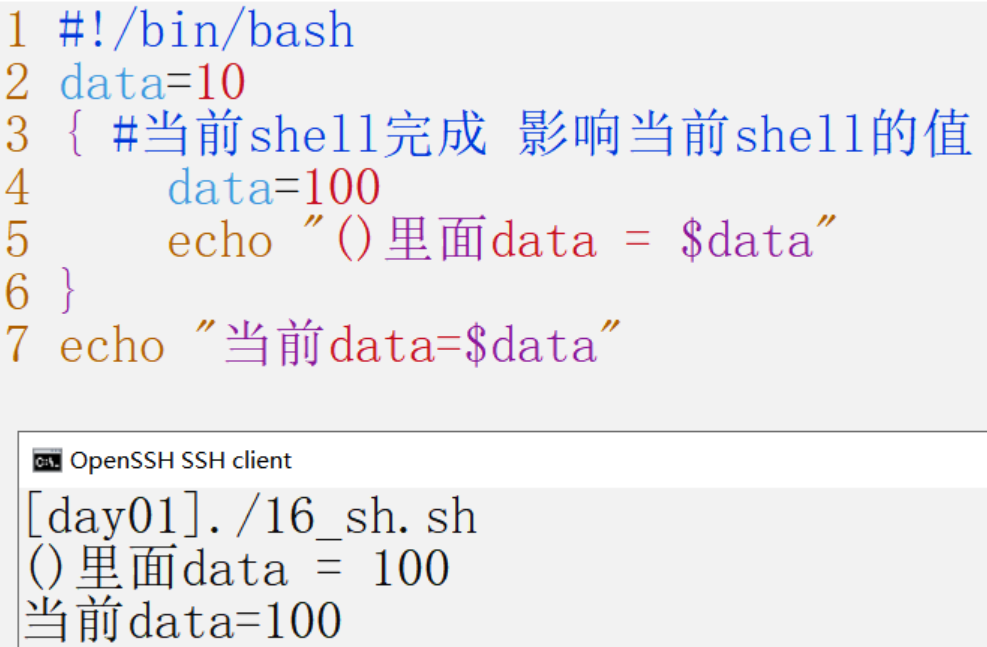 1 #!/bin/bash
2 data=10
3 { #当前shell完成 影响当前shell的值
4     data=100
5     echo "()里面data = $data"
6 }
7 echo "当前data=$data"
OpenSSH SSH client
[day01]./16_sh.sh
()里面data = 100
当前data=100